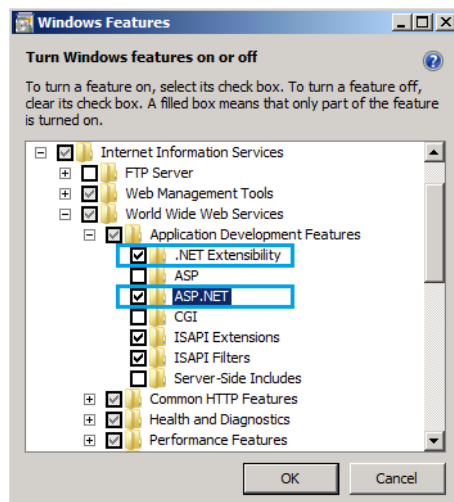 Windows Features
Turn Windows features on or off
To turn a feature on, select its check box. To turn a feature off,
clear its check box. A filled box means that only part of the feature
is turned on.
Internet Information Services
FTP Server
Web Management Tools
World Wide Web Services
Application Development Features
.NET Extensibility
ASP
ASP.NET
CGI
ISAPI Extensions
ISAPI Filters
Server-Side Includes
Common HTTP Features
Health and Diagnostics
Performance Features
OK Cancel